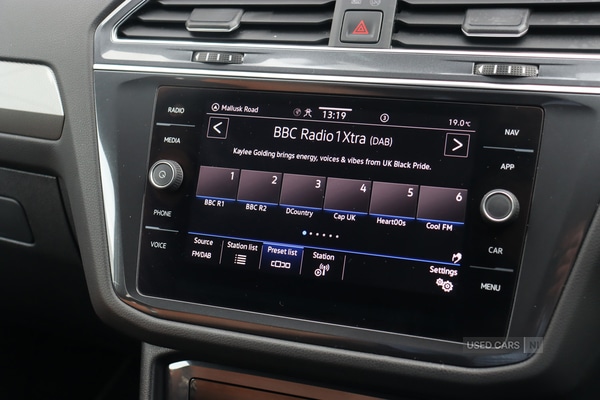 RADIO
MEDIA
PHONE
VOICE
Mallusk Road
13:19
3
19.0°C
BBC Radio1Xtra (DAB)
Kaylee Golding brings energy, voices & vibes from UK Black Pride.
1 2 3 4 5 6
BBC R1 BBC R2 DCountry Cap UK Heart00s Cool FM
Source Station list Preset list Station Settings
FM/DAB
NAV
APP
CAR
MENU
USED CARS NI